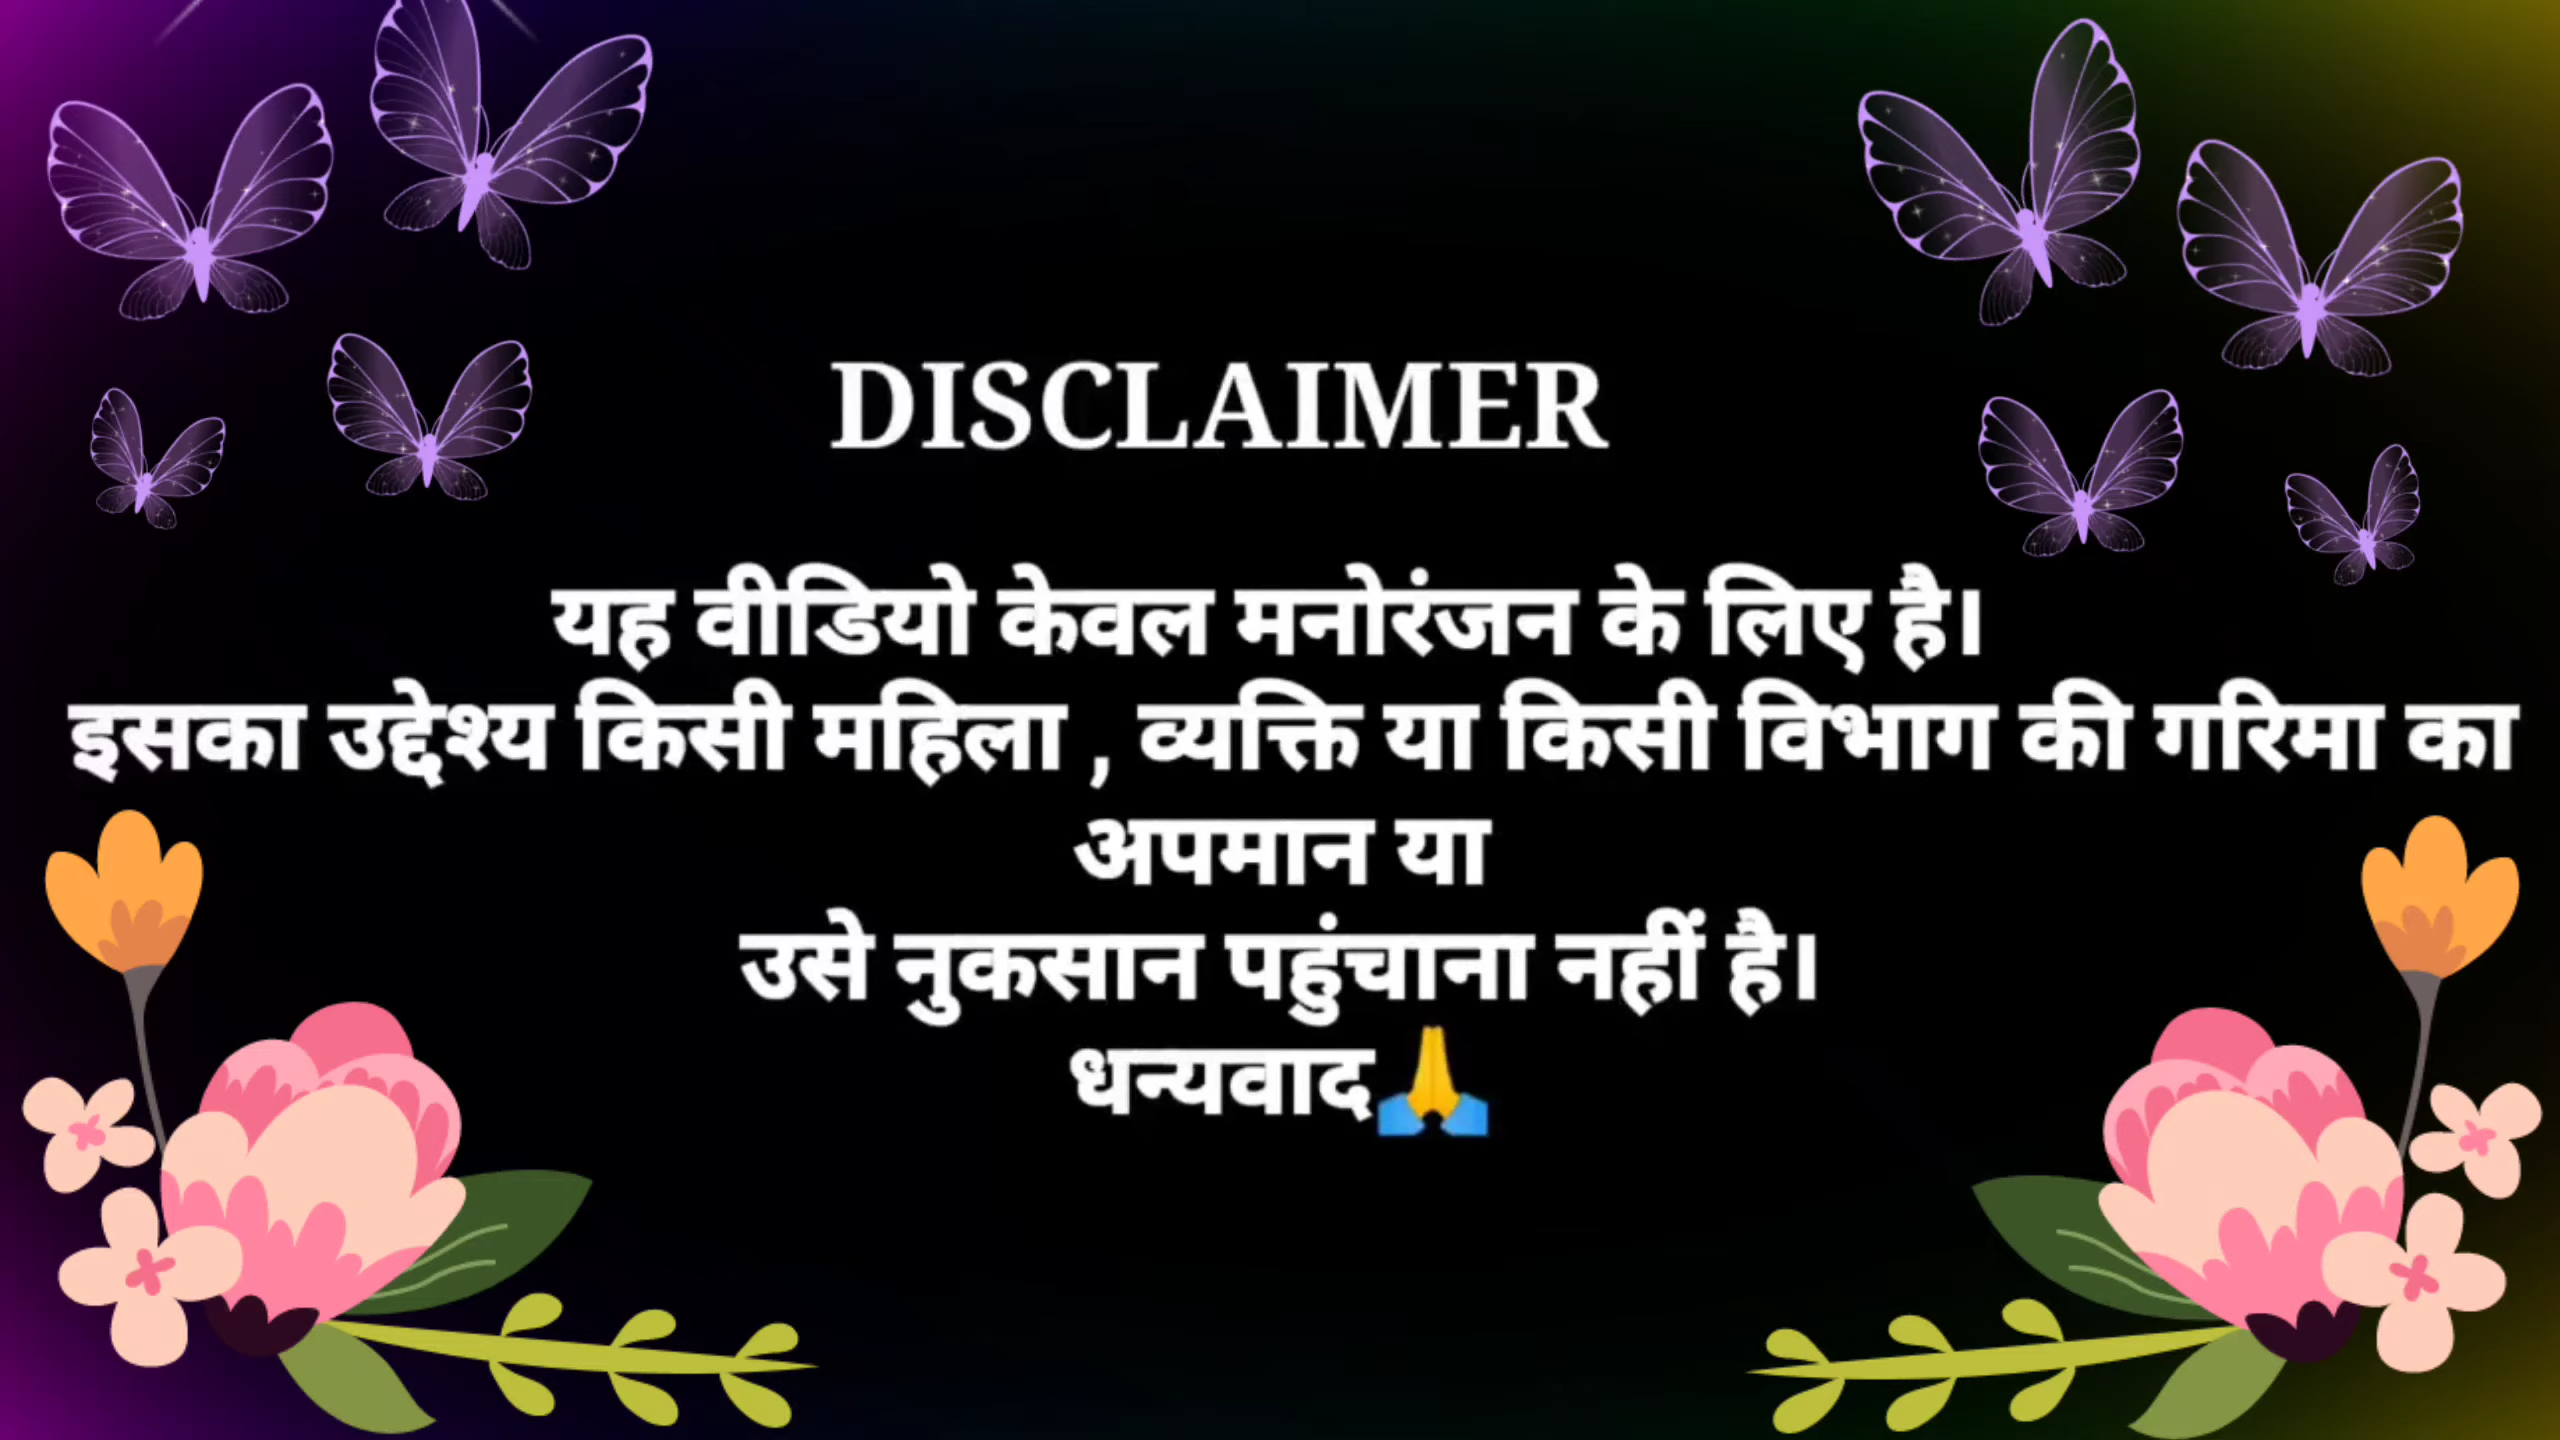 DISCLAIMER
यह वीडियो केवल मनोरंजन के लिए है।
इसका उद्देश्य किसी महिला , व्यक्ति या किसी विभाग की गरिमा का
अपमान या
उसे नुकसान पहुंचाना नहीं है।
धन्यवाद🙏